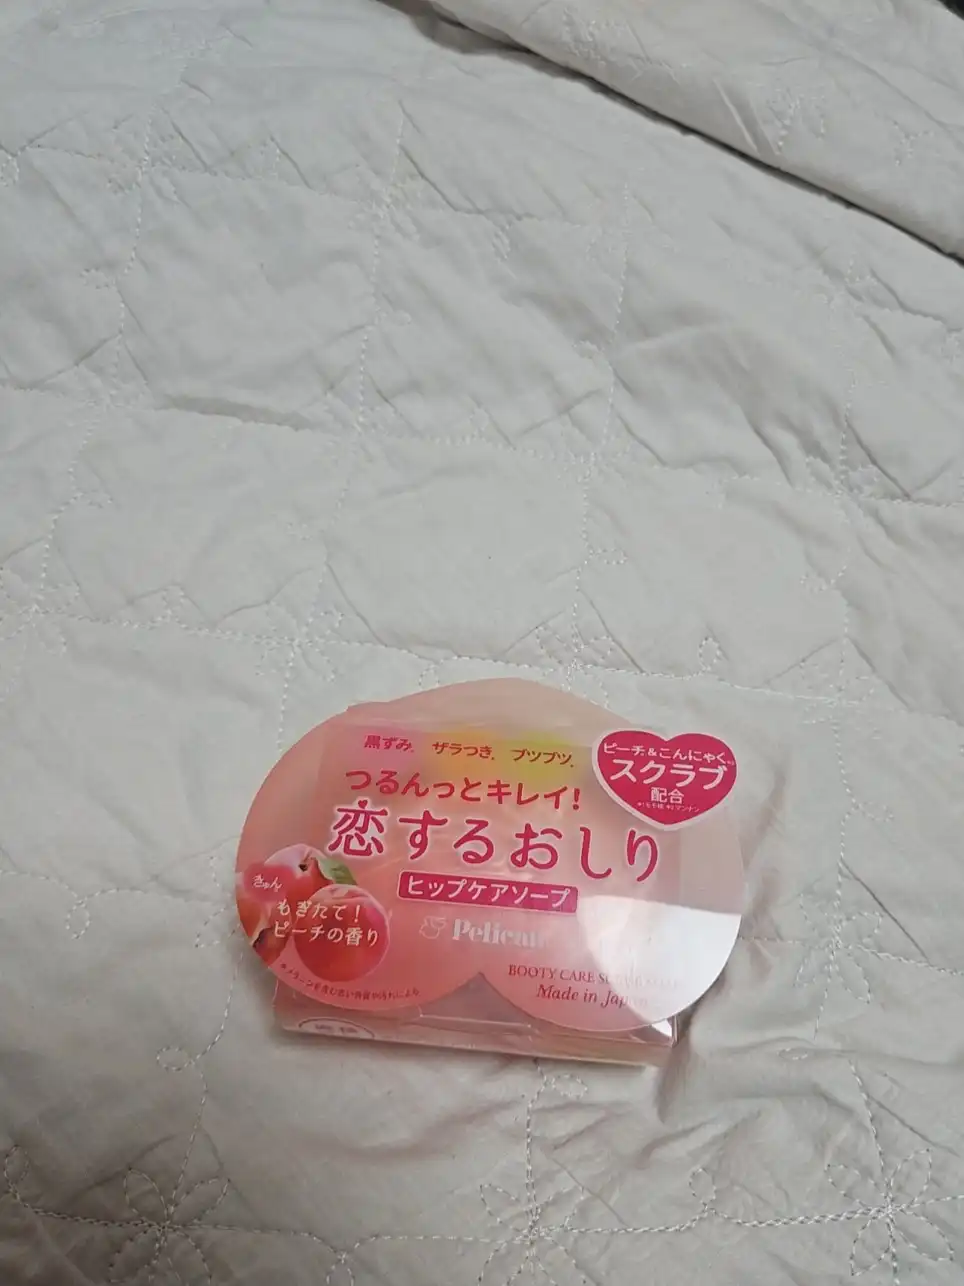 黒ずみ、ザラつき、ブツブツ、
つるんっとキレイ!
恋するおしり
ヒップケアソープ
ピーチ&こんにゃく
スクラブ
配合
きゅん
もぎたて!
ピーチの香り
Pelican
BOOTY CARE
Made in Japan